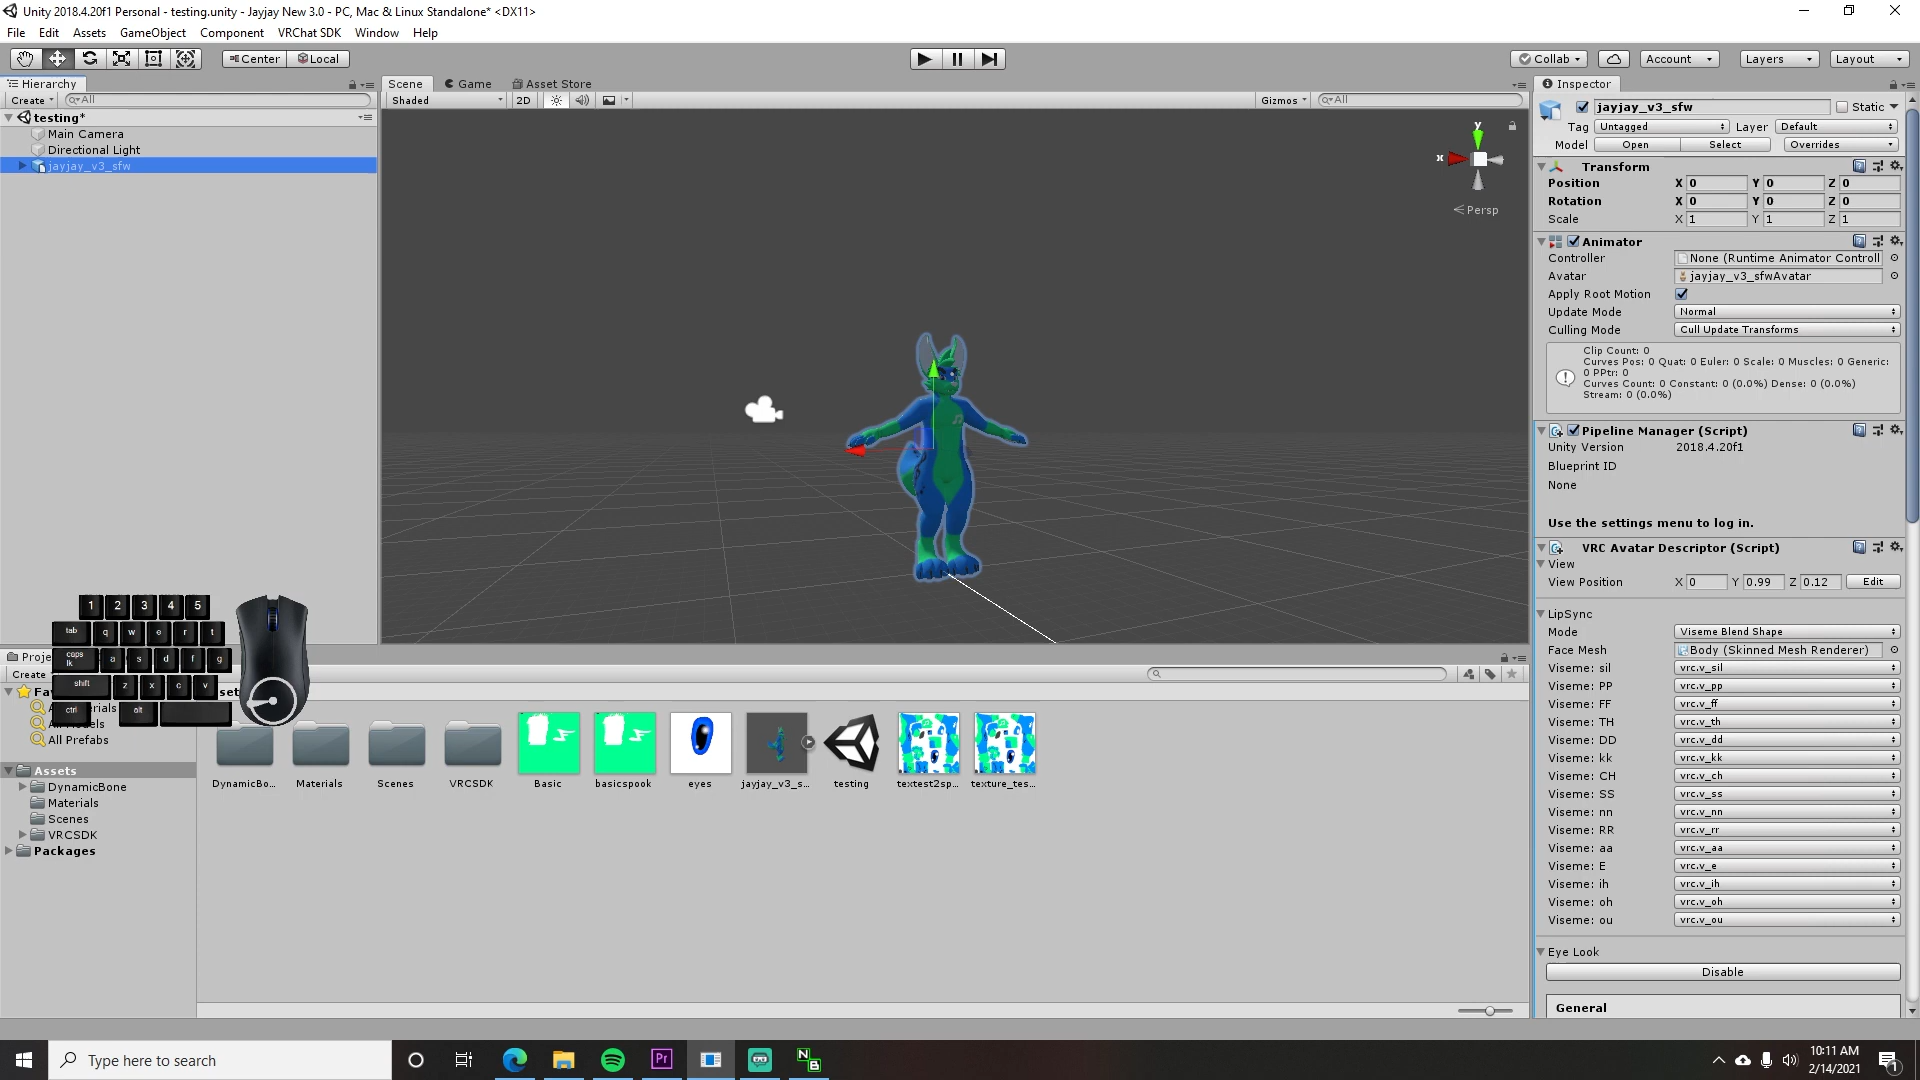 Unity 2018.4.20f1 Personal - testing.unity - Jayjay New 3.0 - PC, Mac & Linux Standalone* <DX11>
File Edit Assets GameObject Component VRChat SDK Window Help
Center Local Collab Account Layers Layout
Hierarchy Scene Game Asset Store Inspector
Create All Shaded 2D Gizmos All jayjay_v3_sfw Static
testing*
Tag Untagged Layer Default
Main Camera
Model Open Select Overrides
Directional Light
jayjay_v3_sfw
y
x
Persp
Transform
Position X 0 Y 0 Z 0
Rotation X 0 Y 0 Z 0
Scale X 1 Y 1 Z 1
Animator
Controller None (Runtime Animator Controll
Avatar jayjay_v3_sfwAvatar
Apply Root Motion
Update Mode Normal
Culling Mode Cull Update Transforms
Clip Count: 0
Curves Pos: 0 Quat: 0 Euler: 0 Scale: 0 Muscles: 0 Generic:
0 PPtr: 0
Curves Count: 0 Constant: 0 (0.0%) Dense: 0 (0.0%)
Stream: 0 (0.0%)
Pipeline Manager (Script)
Unity Version 2018.4.20f1
Blueprint ID
None
Use the settings menu to log in.
VRC Avatar Descriptor (Script)
View
View Position X 0 Y 0.99 Z 0.12 Edit
LipSync
Mode Viseme Blend Shape
Face Mesh Body (Skinned Mesh Renderer)
Viseme: sil vrc.v_sil
Viseme: PP vrc.v_pp
Viseme: FF vrc.v_ff
Viseme: TH vrc.v_th
Viseme: DD vrc.v_dd
Viseme: kk vrc.v_kk
Viseme: CH vrc.v_ch
Viseme: SS vrc.v_ss
Viseme: nn vrc.v_nn
Viseme: RR vrc.v_rr
Viseme: aa vrc.v_aa
Viseme: E vrc.v_e
Viseme: ih vrc.v_ih
Viseme: oh vrc.v_oh
Viseme: ou vrc.v_ou
Eye Look
Disable
General
1 2 3 4 5
tab q w e r t
caps lk a s d f g
shift z x c v
ctrl alt
Proje
Create
Fav set
A erials
All Models
All Prefabs
Assets
DynamicBone
Materials
Scenes
VRCSDK
Packages
DynamicBo... Materials Scenes VRCSDK Basic basicspook eyes jayjay_v3_s... testing textest2sp... texture_tes...
Type here to search
Pr
N B
10:11 AM
2/14/2021
1